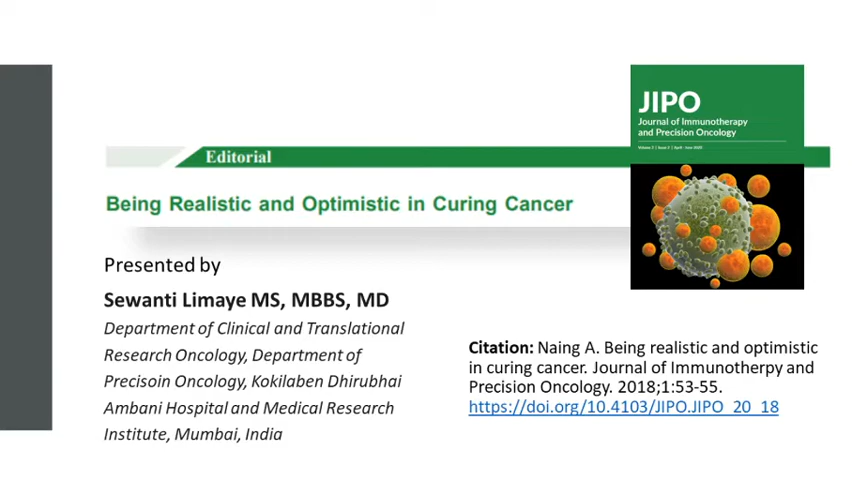 JIPO
Journal of Immunotherapy
and Precision Oncology
Editorial
Being Realistic and Optimistic in Curing Cancer
Presented by
Sewanti Limaye MS, MBBS, MD
Department of Clinical and Translational
Research Oncology, Department of
Precisoin Oncology, Kokilaben Dhirubhai
Ambani Hospital and Medical Research
Institute, Mumbai, India
Citation: Naing A. Being realistic and optimistic
in curing cancer. Journal of Immunotherpy and
Precision Oncology. 2018;1:53-55.
https://doi.org/10.4103/JIPO.JIPO_20_18